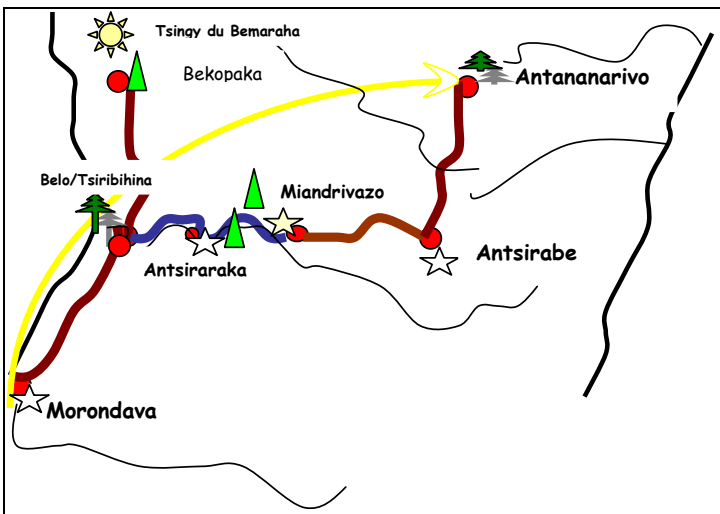 Tsingy du Bemaraha
Bekopaka
Antananarivo
Belo/Tsiribihina
Miandrivazo
Antsirabe
Antsiraraka
Morondava